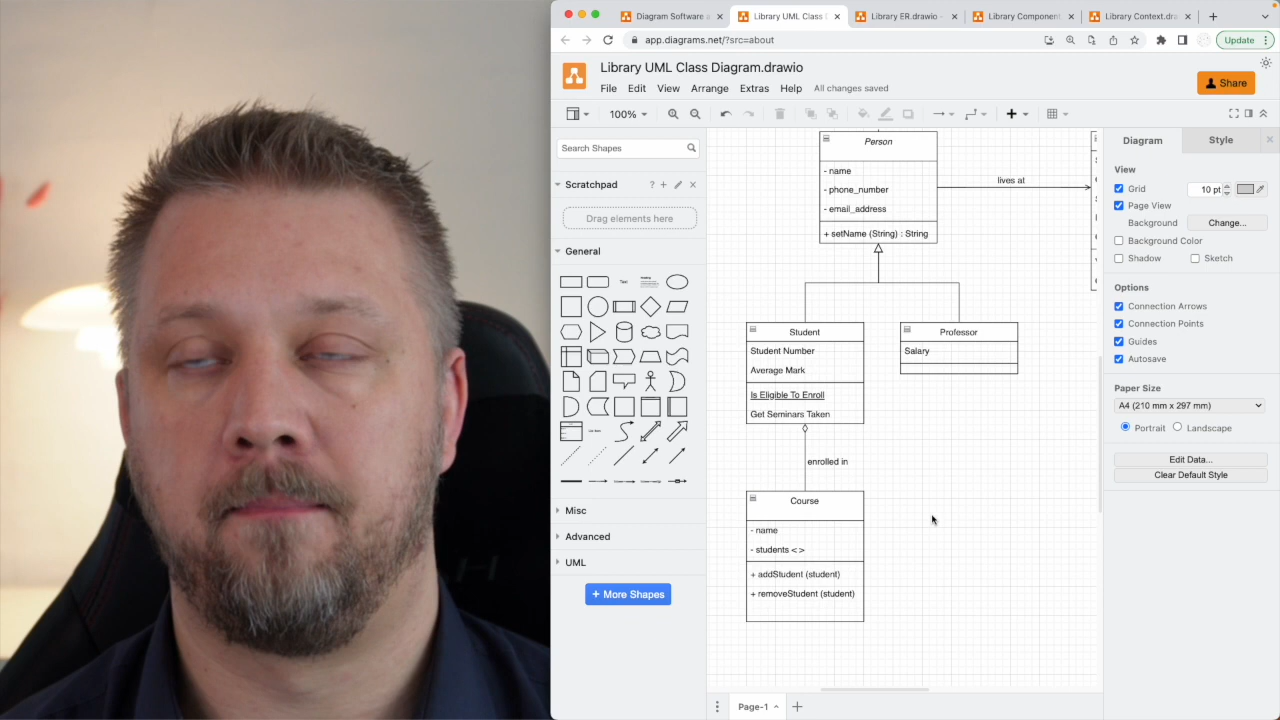 Diagram Software a
Library UML Class D
Library ER.drawio –
Library Component.
Library Context.dra
app.diagrams.net/?src=about
Update
Library UML Class Diagram.drawio
File Edit View Arrange Extras Help All changes saved
Share
100%
Search Shapes
Scratchpad
Drag elements here
General
Text
Heading
List Item
Misc
Advanced
UML
+ More Shapes
Person
- name
- phone_number
- email_address
+ setName (String) : String
lives at
Student
Student Number
Average Mark
Is Eligible To Enroll
Get Seminars Taken
Professor
Salary
enrolled in
Course
- name
- students < >
+ addStudent (student)
+ removeStudent (student)
Page-1
Diagram Style
View
Grid 10 pt
Page View
Background Change...
Background Color
Shadow Sketch
Options
Connection Arrows
Connection Points
Guides
Autosave
Paper Size
A4 (210 mm x 297 mm)
Portrait Landscape
Edit Data...
Clear Default Style